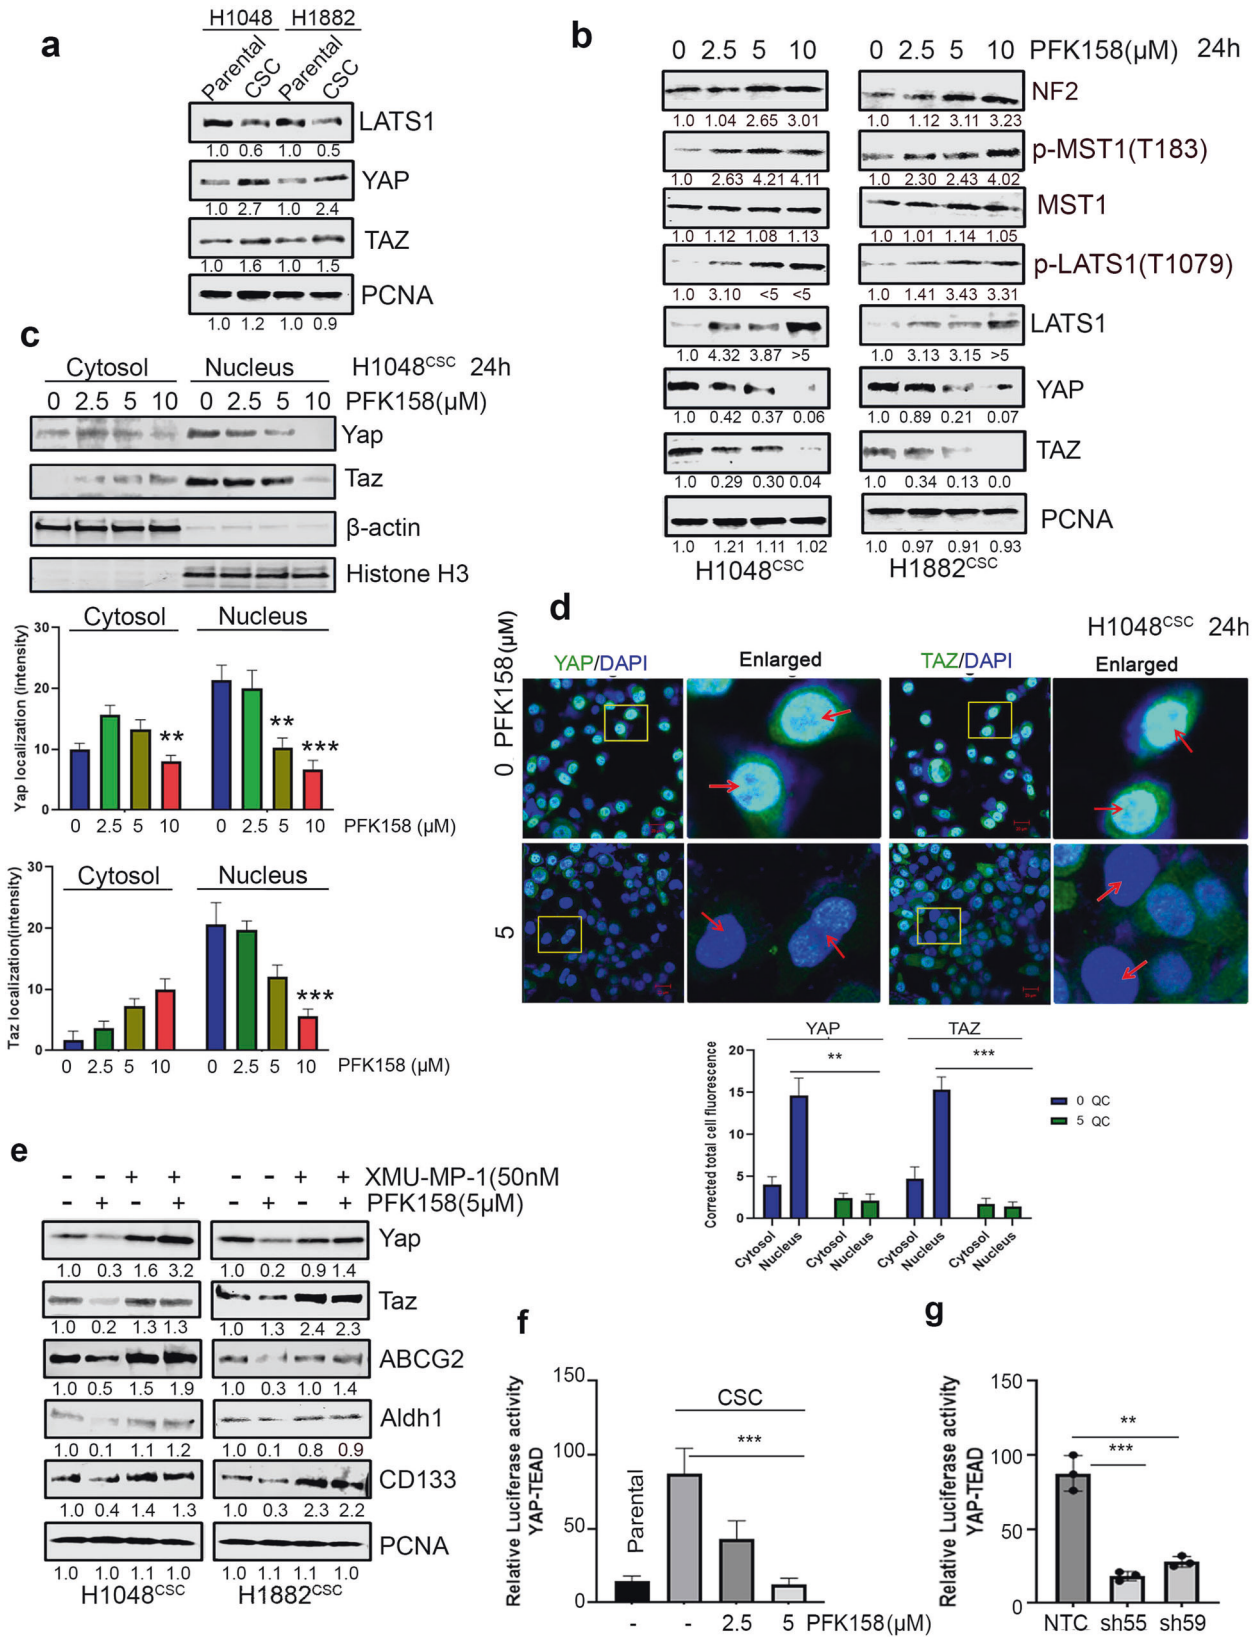 a
H1048 H1882
Parental CSC Parental CSC
LATS1
1.0 0.6 1.0 0.5
YAP
1.0 2.7 1.0 2.4
TAZ
1.0 1.6 1.0 1.5
PCNA
1.0 1.2 1.0 0.9
b
0 2.5 5 10 0 2.5 5 10 PFK158(µM) 24h
NF2
1.0 1.04 2.65 3.01 1.0 1.12 3.11 3.23
p-MST1(T183)
1.0 2.63 4.21 4.11 1.0 2.30 2.43 4.02
MST1
1.0 1.12 1.08 1.13 1.0 1.01 1.14 1.05
p-LATS1(T1079)
1.0 3.10 <5 <5 1.0 1.41 3.43 3.31
LATS1
1.0 4.32 3.87 >5 1.0 3.13 3.15 >5
YAP
1.0 0.42 0.37 0.06 1.0 0.89 0.21 0.07
TAZ
1.0 0.29 0.30 0.04 1.0 0.34 0.13 0.0
PCNA
1.0 1.21 1.11 1.02 1.0 0.97 0.91 0.93
H1048CSC H1882CSC
c
Cytosol Nucleus H1048CSC 24h
0 2.5 5 10 0 2.5 5 10 PFK158(µM)
Yap
Taz
β-actin
Histone H3
Cytosol Nucleus
Yap localization (intensity)
30
20
10
0
** ** ***
0 2.5 5 10 0 2.5 5 10 PFK158 (µM)
Cytosol Nucleus
Taz localization(intensity)
30
20
10
0
***
0 2.5 5 10 0 2.5 5 10 PFK158 (µM)
d
H1048CSC 24h
YAP/DAPI Enlarged TAZ/DAPI Enlarged
0 PFK158(µM)
5
YAP TAZ
** ***
Corrected total cell fluorescence
20
15
10
5
0
Cytosol Nucleus Cytosol Nucleus Cytosol Nucleus Cytosol Nucleus
0 QC
5 QC
e
- - + + - - + + XMU-MP-1(50nM
- + - + - + - + PFK158(5µM)
Yap
1.0 0.3 1.6 3.2 1.0 0.2 0.9 1.4
Taz
1.0 0.2 1.3 1.3 1.0 1.3 2.4 2.3
ABCG2
1.0 0.5 1.5 1.9 1.0 0.3 1.0 1.4
Aldh1
1.0 0.1 1.1 1.2 1.0 0.1 0.8 0.9
CD133
1.0 0.4 1.4 1.3 1.0 0.3 2.3 2.2
PCNA
1.0 1.0 1.1 1.0 1.0 1.1 1.1 1.0
H1048CSC H1882CSC
f
Relative Luciferase activity
YAP-TEAD
150
100
50
0
Parental
CSC
***
- - 2.5 5 PFK158(µM)
g
Relative Luciferase activity
YAP-TEAD
150
100
50
0
**
***
NTC sh55 sh59